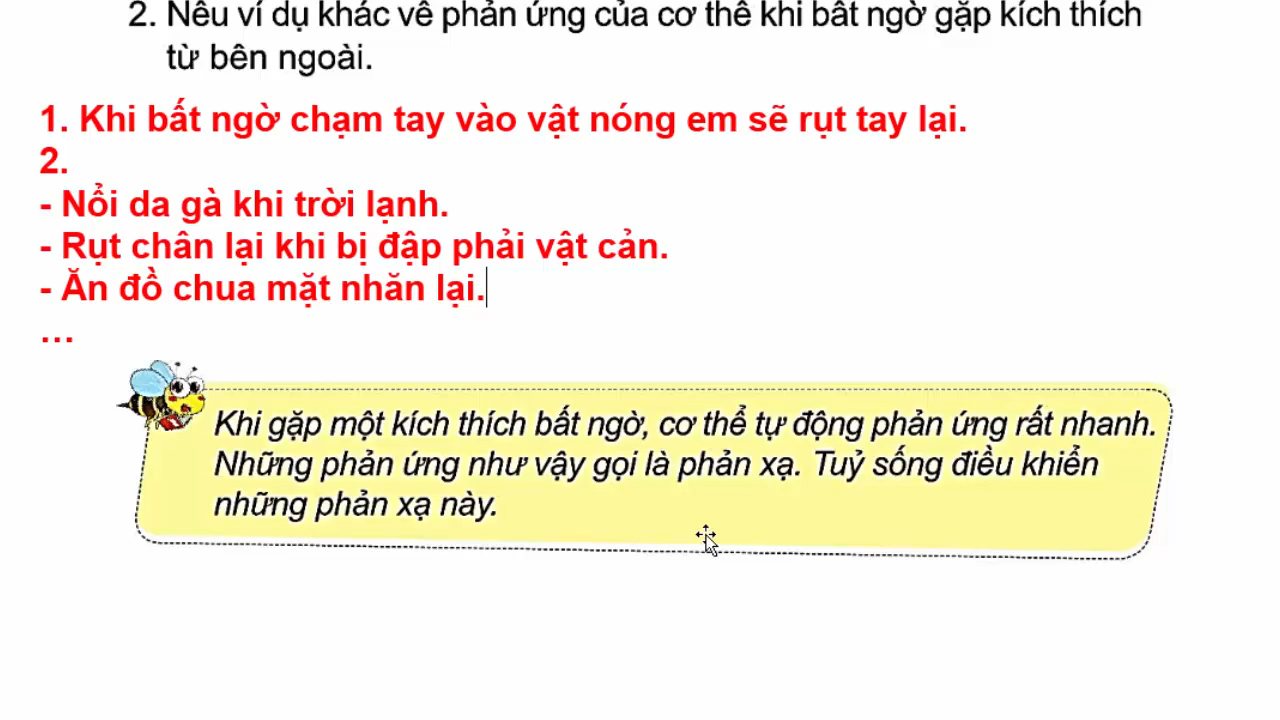 2. Nêu ví dụ khác về phản ứng của cơ thể khi bất ngờ gặp kích thích
từ bên ngoài.
1. Khi bất ngờ chạm tay vào vật nóng em sẽ rụt tay lại.
2.
- Nổi da gà khi trời lạnh.
- Rụt chân lại khi bị đập phải vật cản.
- Ăn đồ chua mặt nhăn lại.
...
Khi gặp một kích thích bất ngờ, cơ thể tự động phản ứng rất nhanh.
Những phản ứng như vậy gọi là phản xạ. Tuỷ sống điều khiển
những phản xạ này.